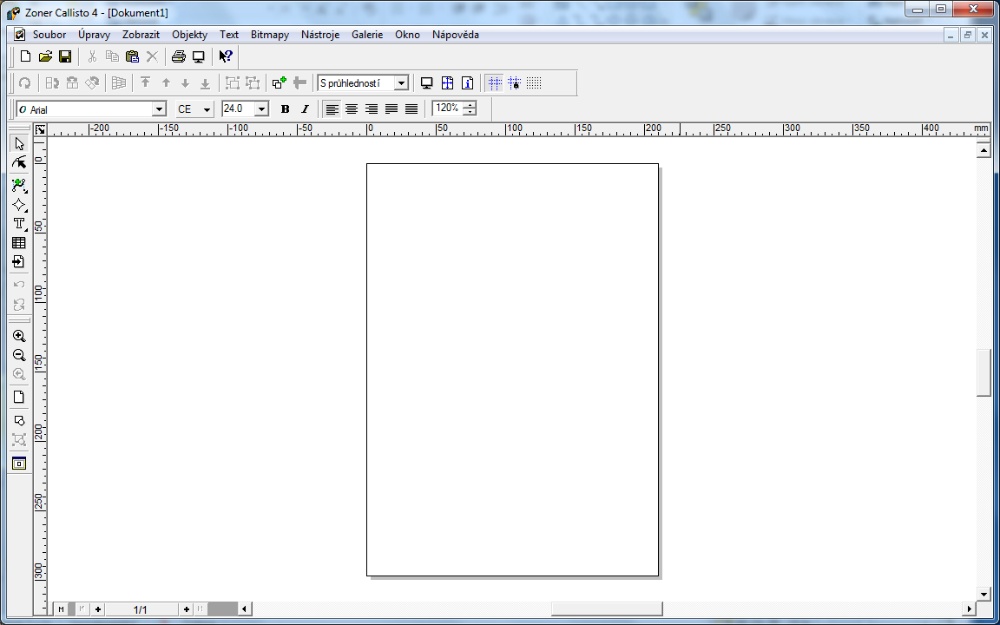 Zoner Callisto 4 - [Dokument1]
Soubor Úpravy Zobrazit Objekty Text Bitmapy Nástroje Galerie Okno Nápověda
S průhledností
O Arial CE 24.0 B I 120%
-200 -150 -100 -50 0 50 100 150 200 250 300 350 400 mm
0
50
100
150
200
250
300
M 1/1